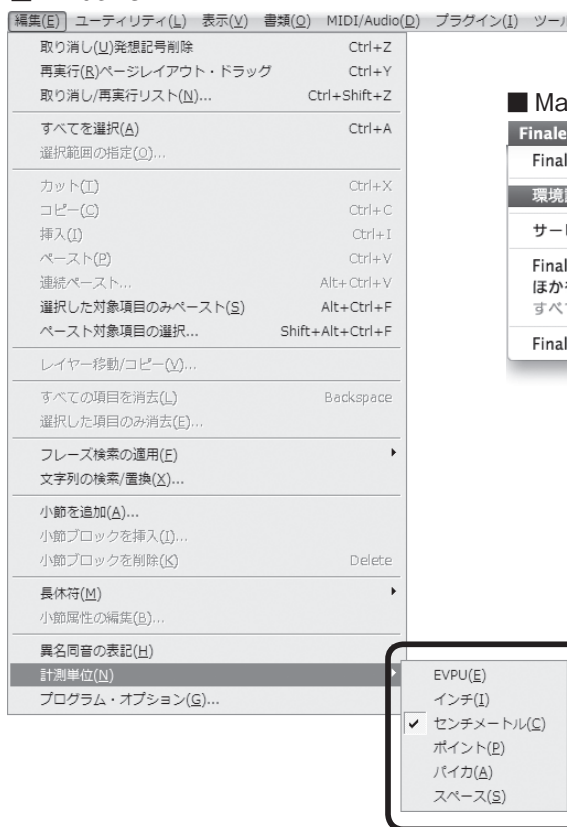 編集(E) ユーティリティ(L) 表示(V) 書類(O) MIDI/Audio(D) プラグイン(I) ツー
取り消し(U)発想記号削除 Ctrl+Z
再実行(R)ページレイアウト・ドラッグ Ctrl+Y
取り消し/再実行リスト(N)... Ctrl+Shift+Z
すべてを選択(A) Ctrl+A
選択範囲の指定(O)...
カット(T) Ctrl+X
コピー(C) Ctrl+C
挿入(I) Ctrl+I
ペースト(P) Ctrl+V
連続ペースト... Alt+Ctrl+V
選択した対象項目のみペースト(S) Alt+Ctrl+F
ペースト対象項目の選択... Shift+Alt+Ctrl+F
レイヤー移動/コピー(V)...
すべての項目を消去(L) Backspace
選択した項目のみ消去(E)...
フレーズ検索の適用(F)
文字列の検索/置換(X)...
小節を追加(A)...
小節ブロックを挿入(I)...
小節ブロックを削除(K) Delete
長休符(M)
小節属性の編集(B)...
異名同音の表記(H)
計測単位(N)
プログラム・オプション(G)...
EVPU(E)
インチ(I)
✓ センチメートル(C)
ポイント(P)
パイカ(A)
スペース(S)
■ Ma
Finale
Final
環境
サー
Final
ほか
すべ
Final